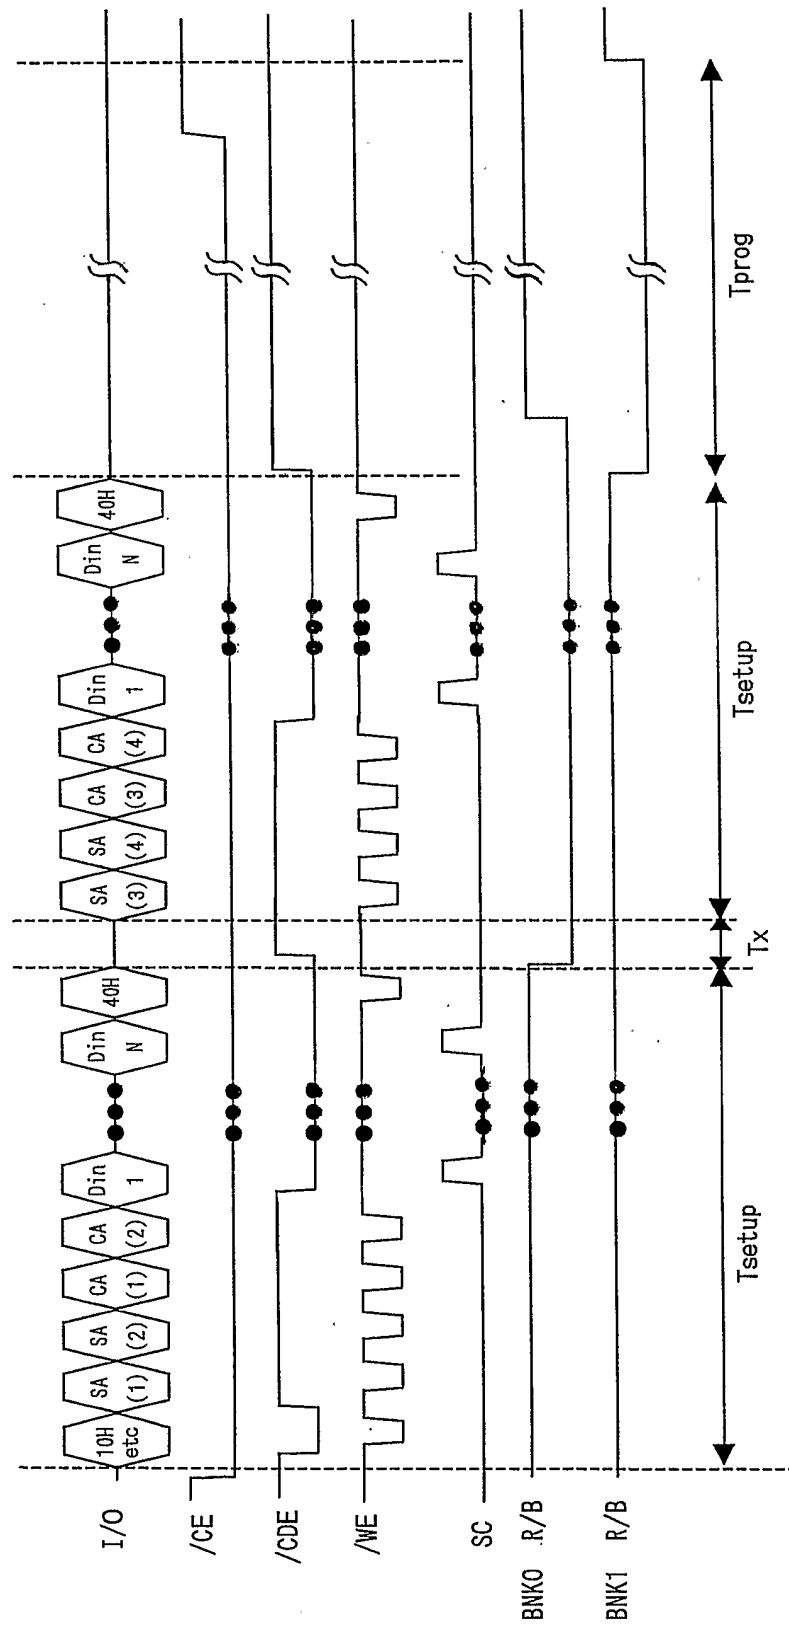 I/O 10H etc SA (1) SA (2) CA (1) CA (2) Din 1 Din N 40H SA (3) SA (4) CA (3) CA (4) Din 1 Din N 40H
/CE
/CDE
/WE
SC
BNK0 R/B
BNK1 R/B
Tsetup Tx Tsetup Tprog